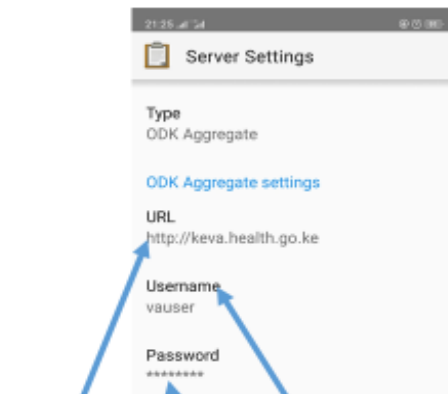 21:25
Server Settings
Type
ODK Aggregate
ODK Aggregate settings
URL
http://keva.health.go.ke
Username
vauser
Password
********